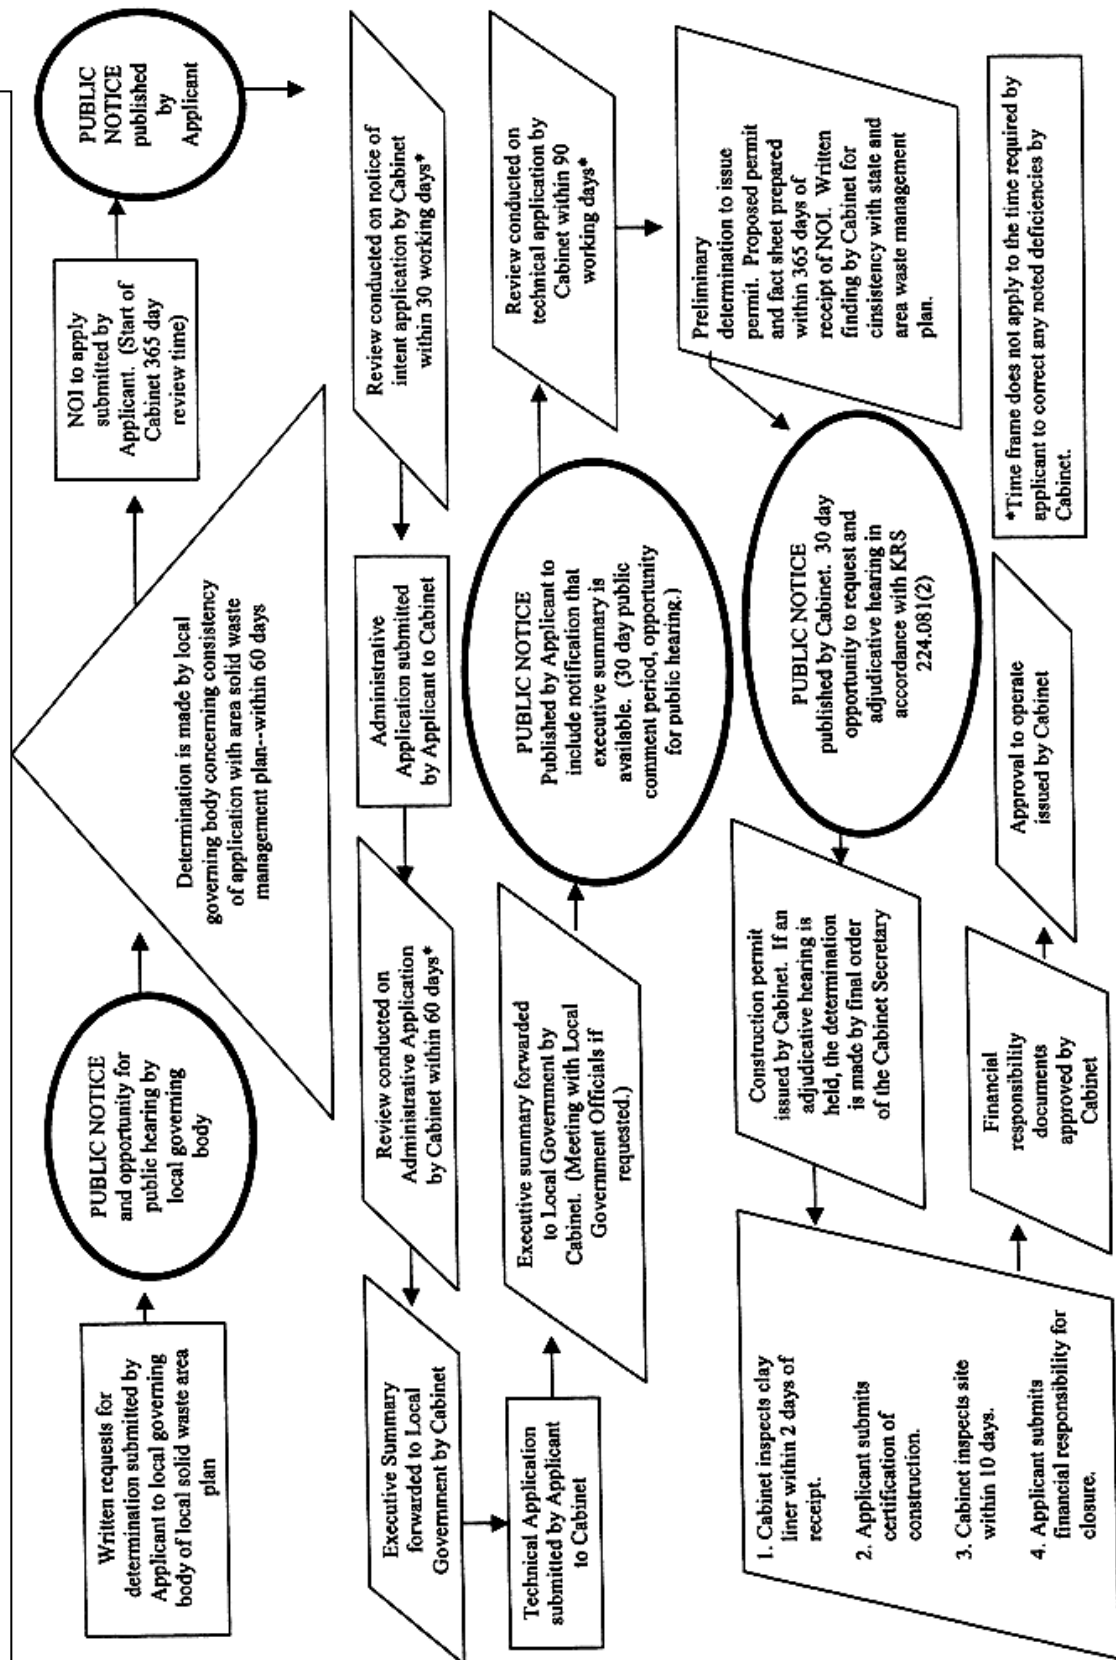 Written requests for
determination submitted by
Applicant to local governing
body of local solid waste area
plan
PUBLIC NOTICE
and opportunity for
public hearing by
local governing
body
Determination is made by local
governing body concerning consistency
of application with area solid waste
management plan--within 60 days
NOI to apply
submitted by
Applicant. (Start of
Cabinet 365 day
review time)
PUBLIC
NOTICE
published
by
Applicant
Review conducted on notice of
intent application by Cabinet
within 30 working days*
Administrative
Application submitted
by Applicant to Cabinet
Review conducted on
Administrative Application
by Cabinet within 60 days*
Executive Summary
forwarded to Local
Government by Cabinet
Technical Application
submitted by Applicant
to Cabinet
Executive summary forwarded
to Local Government by
Cabinet. (Meeting with Local
Government Officials if
requested.)
PUBLIC NOTICE
Published by Applicant to
include notification that
executive summary is
available. (30 day public
comment period, opportunity
for public hearing.)
Review conducted on
technical application by
Cabinet within 90
working days*
Preliminary
determination to issue
permit. Proposed permit
and fact sheet prepared
within 365 days of
receipt of NOI. Written
finding by Cabinet for
cinsistency with state and
area waste management
plan.
PUBLIC NOTICE
published by Cabinet. 30 day
opportunity to request and
adjudicative hearing in
accordance with KRS
224.081(2)
Construction permit
issued by Cabinet. If an
adjudicative hearing is
held, the determination
is made by final order
of the Cabinet Secretary
1. Cabinet inspects clay
liner within 2 days of
receipt.
2. Applicant submits
certification of
construction.
3. Cabinet inspects site
within 10 days.
4. Applicant submits
financial responsibility for
closure.
Financial
responsibility
documents
approved by
Cabinet
Approval to operate
issued by Cabinet
*Time frame does not apply to the time required by
applicant to correct any noted deficiencies by
Cabinet.